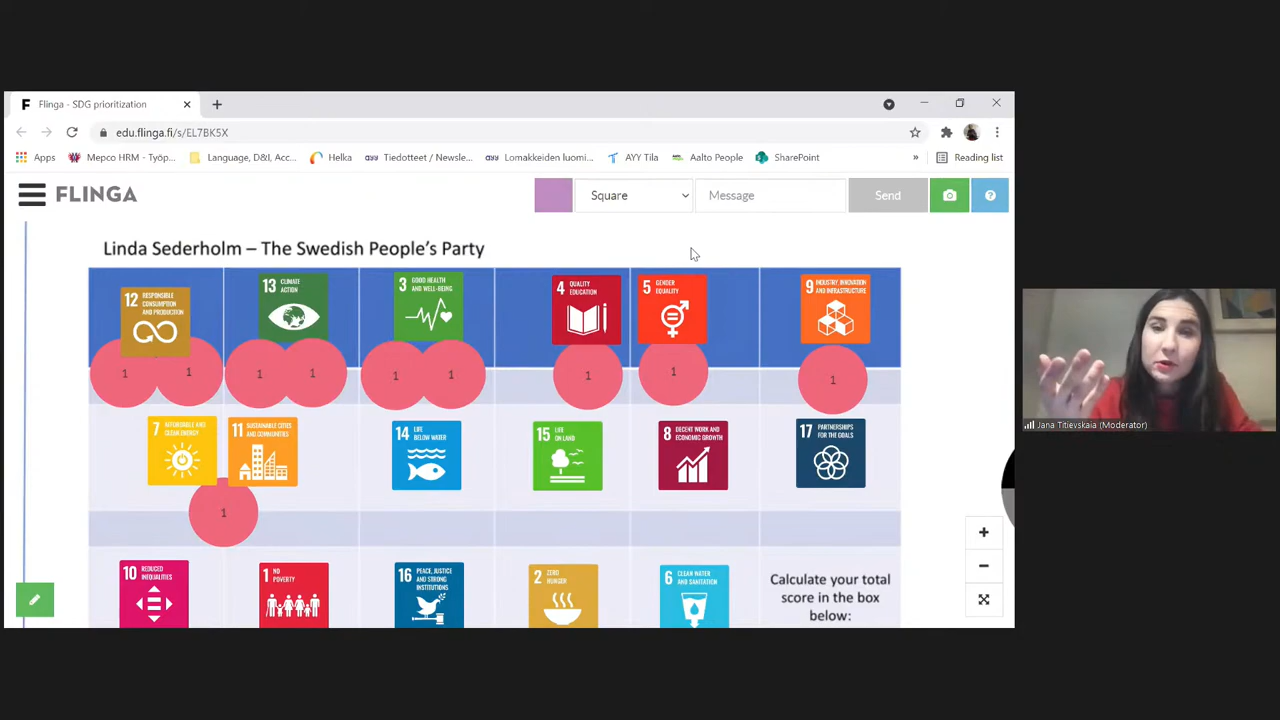 F Flinga - SDG prioritization
edu.flinga.fi/s/EL7BK5X
Apps
Mepco HRM - Työp...
Language, D&I, Acc...
Helka
ayy Tiedotteet / Newsle...
ayy Lomakkeiden luomi...
AYY Tila
Aalto People
SharePoint
»
Reading list
FLINGA
Square
Message
Send
Linda Sederholm – The Swedish People's Party
12 RESPONSIBLE
CONSUMPTION
AND PRODUCTION
13 CLIMATE
ACTION
3 GOOD HEALTH
AND WELL-BEING
4 QUALITY
EDUCATION
5 GENDER
EQUALITY
9 INDUSTRY, INNOVATION
AND INFRASTRUCTURE
1 1 1 1 1 1 1 1 1
7 AFFORDABLE AND
CLEAN ENERGY
11 SUSTAINABLE CITIES
AND COMMUNITIES
14 LIFE
BELOW WATER
15 LIFE
ON LAND
8 DECENT WORK AND
ECONOMIC GROWTH
17 PARTNERSHIPS
FOR THE GOALS
1
10 REDUCED
INEQUALITIES
1 NO
POVERTY
16 PEACE, JUSTICE
AND STRONG
INSTITUTIONS
2 ZERO
HUNGER
6 CLEAN WATER
AND SANITATION
Calculate your total
score in the box
below:
Jana Titievskaia (Moderator)